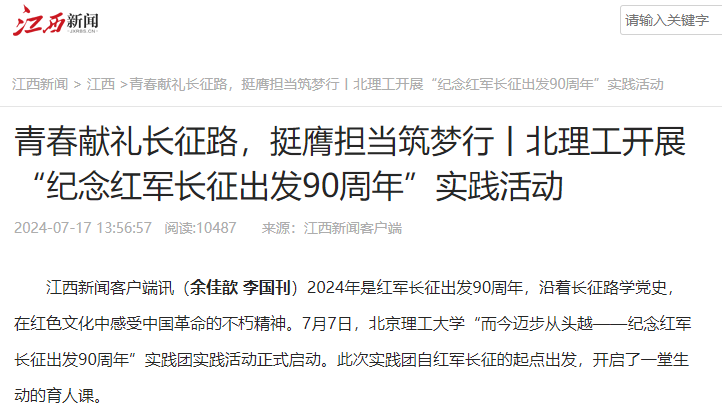 江西新闻
JXRBS.CN
请输入关键字
江西新闻 > 江西 >青春献礼长征路，挺膺担当筑梦行丨北理工开展“纪念红军长征出发90周年”实践活动
青春献礼长征路，挺膺担当筑梦行丨北理工开展
“纪念红军长征出发90周年”实践活动
2024-07-17 13:56:57 阅读:10487 来源：江西新闻客户端
江西新闻客户端讯（余佳歆 李国刊）2024年是红军长征出发90周年，沿着长征路学党史，
在红色文化中感受中国革命的不朽精神。7月7日，北京理工大学“而今迈步从头越——纪念红军
长征出发90周年”实践团实践活动正式启动。此次实践团自红军长征的起点出发，开启了一堂生
动的育人课。